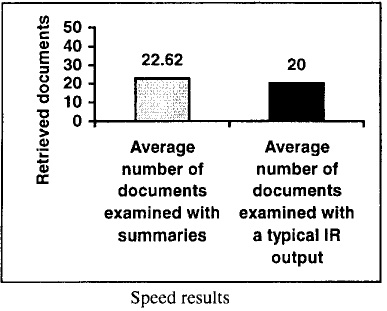 Retrieved documents
50
40
30
20
10
0
22.62
20
Average
number of
documents
examined with
summaries
Average
number of
documents
examined with
a typical IR
output
Speed results